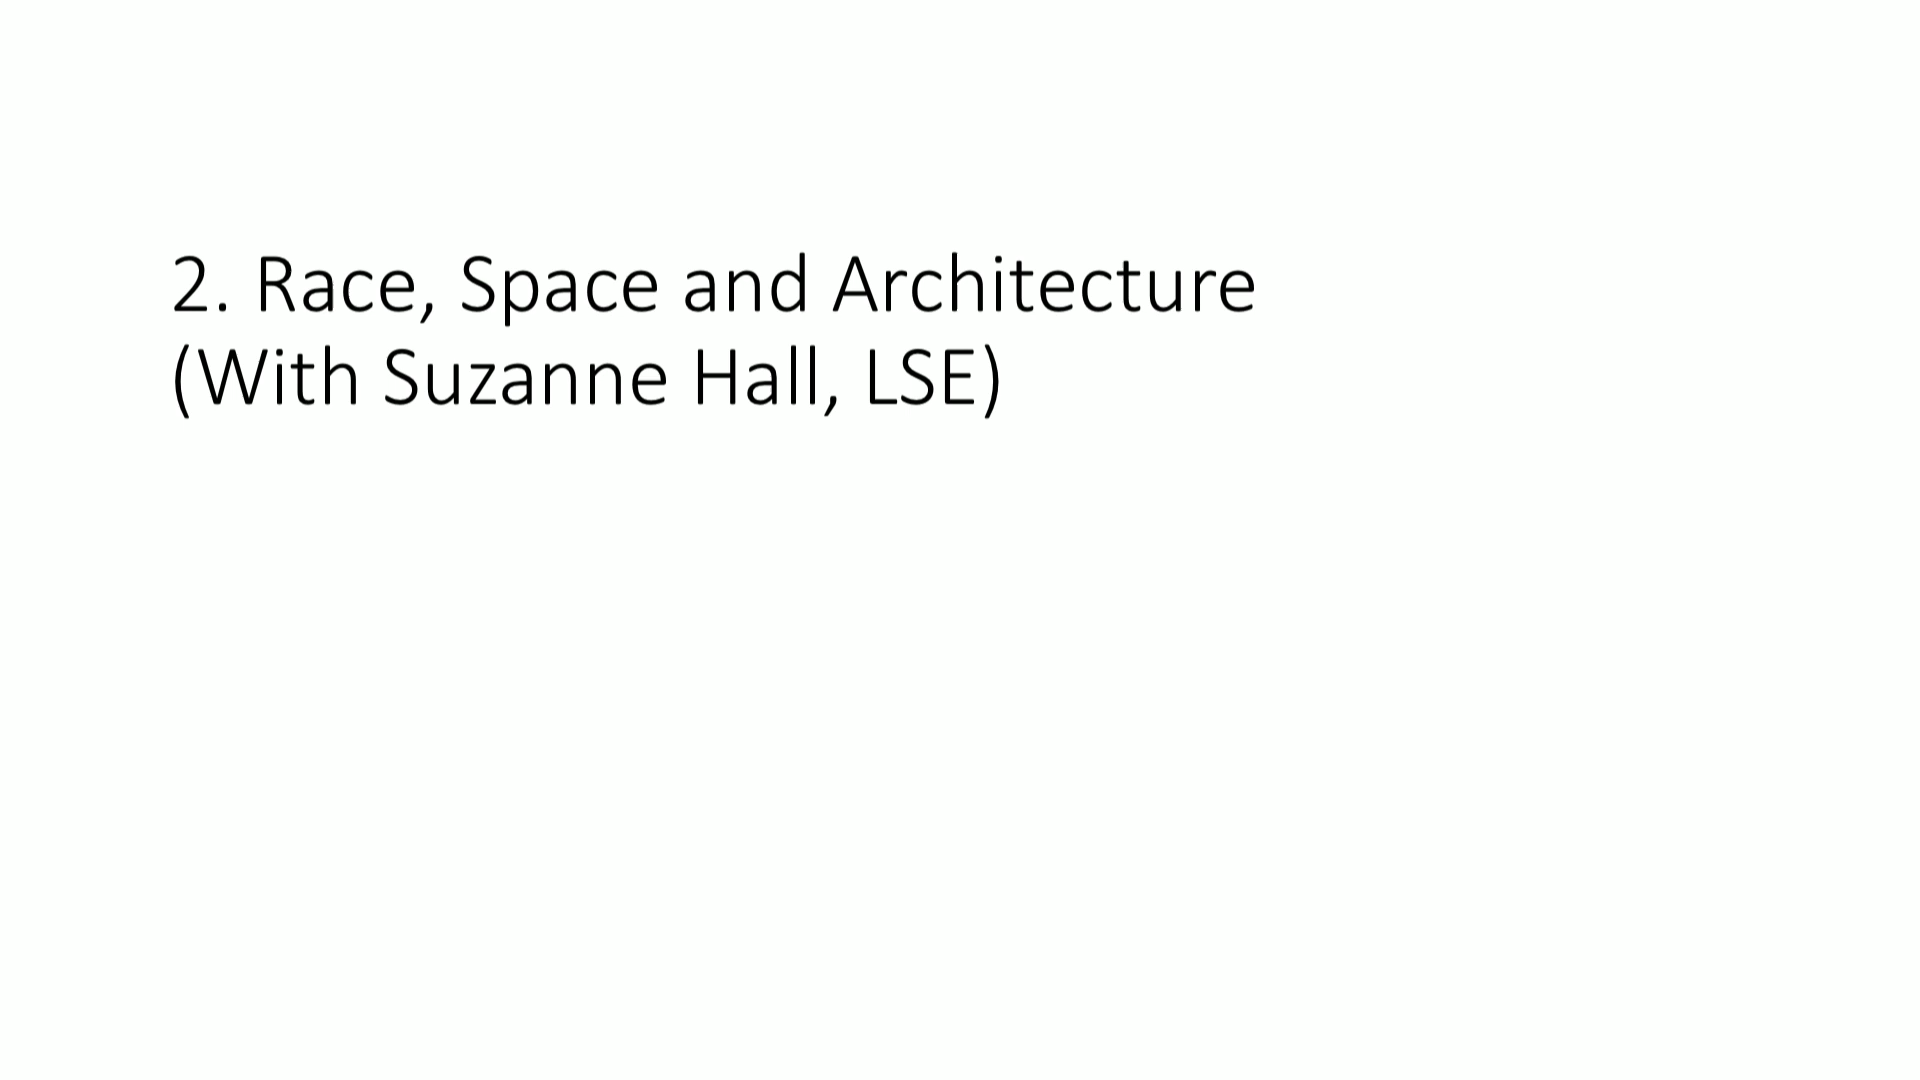 2. Race, Space and Architecture
(With Suzanne Hall, LSE)